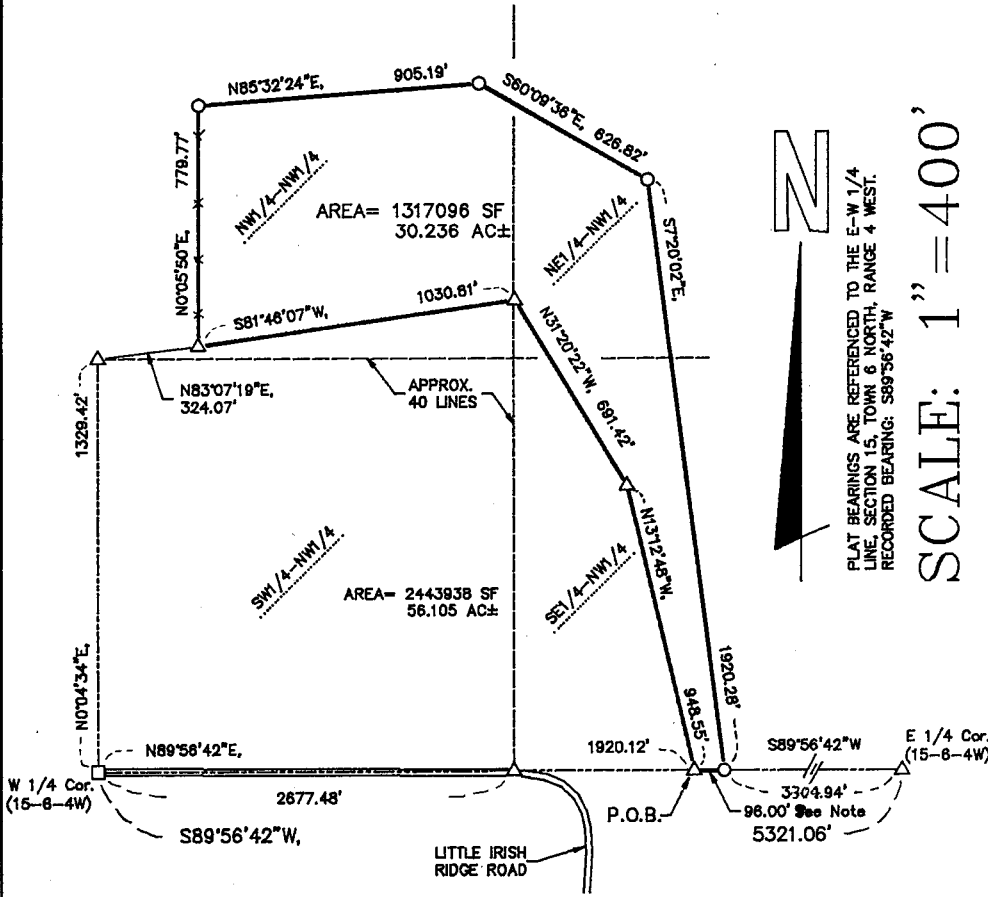 N85°32'24"E, 905.19'
S60°09'36"E, 626.82'
779.77'
N0°05'50"E,
NW1/4-NW1/4
AREA= 1317096 SF
30.236 AC±
NE1/4-NW1/4
S7°20'02"E,
1920.28'
S81°46'07"W, 1030.61'
N83°07'19"E,
324.07'
APPROX.
40 LINES
N31°20'22"W, 691.42'
N13°12'48"W,
948.55'
1329.42'
N0°04'34"E,
SW1/4-NW1/4
AREA= 2443938 SF
56.105 AC±
SE1/4-NW1/4
N89°56'42"E,
1920.12'
S89°56'42"W
E 1/4 Cor.
(15-6-4W)
W 1/4 Cor.
(15-6-4W)
2677.48'
S89°56'42"W,
P.O.B.
3304.94'
96.00' See Note
5321.06'
LITTLE IRISH
RIDGE ROAD
N
PLAT BEARINGS ARE REFERENCED TO THE E-W 1/4
LINE, SECTION 15, TOWN 6 NORTH, RANGE 4 WEST.
RECORDED BEARING: S89°56'42"W
SCALE: 1"=400'